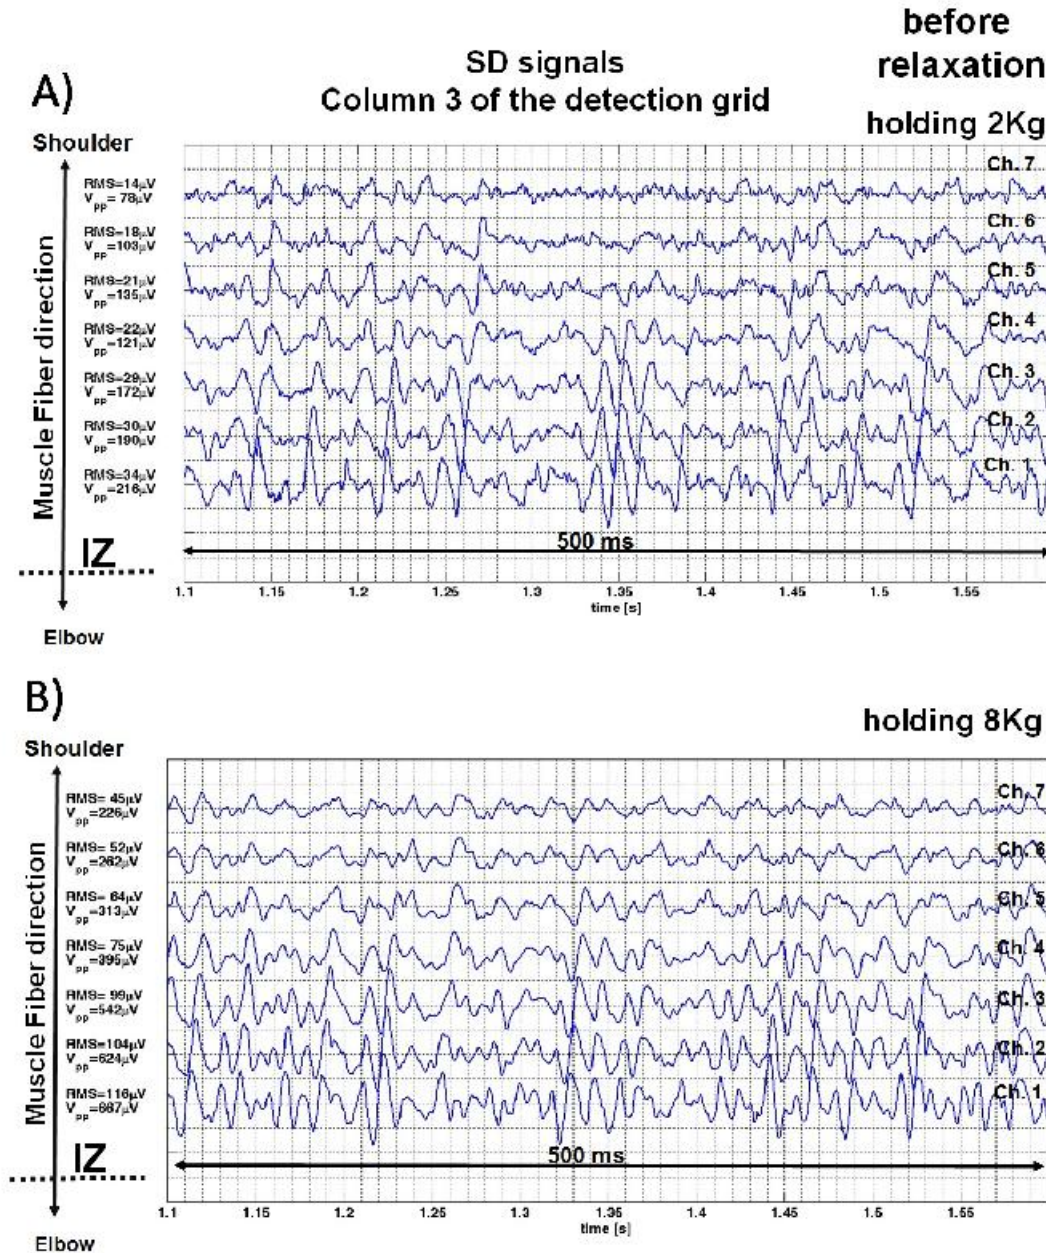 before
relaxation
SD signals
Column 3 of the detection grid
A)
holding 2Kg
Shoulder
Muscle Fiber direction
RMS=14µV
Vpp= 78µV
Ch. 7
RMS=18µV
Vpp=103µV
Ch. 6
RMS=21µV
Vpp=135µV
Ch. 5
RMS=22µV
Vpp=121µV
Ch. 4
RMS=29µV
Vpp=172µV
Ch. 3
RMS=30µV
Vpp=190µV
Ch. 2
RMS=34µV
Vpp=216µV
Ch. 1
IZ
500 ms
1.1 1.15 1.2 1.25 1.3 1.35 1.4 1.45 1.5 1.55
time [s]
Elbow
B)
holding 8Kg
Shoulder
Muscle Fiber direction
RMS= 45µV
Vpp=226µV
Ch. 7
RMS= 52µV
Vpp=262µV
Ch. 6
RMS= 64µV
Vpp=313µV
Ch. 5
RMS= 75µV
Vpp=395µV
Ch. 4
RMS= 99µV
Vpp=542µV
Ch. 3
RMS=104µV
Vpp=624µV
Ch. 2
RMS=116µV
Vpp=667µV
Ch. 1
IZ
500 ms
1.1 1.15 1.2 1.25 1.3 1.35 1.4 1.45 1.5 1.55
time [s]
Elbow